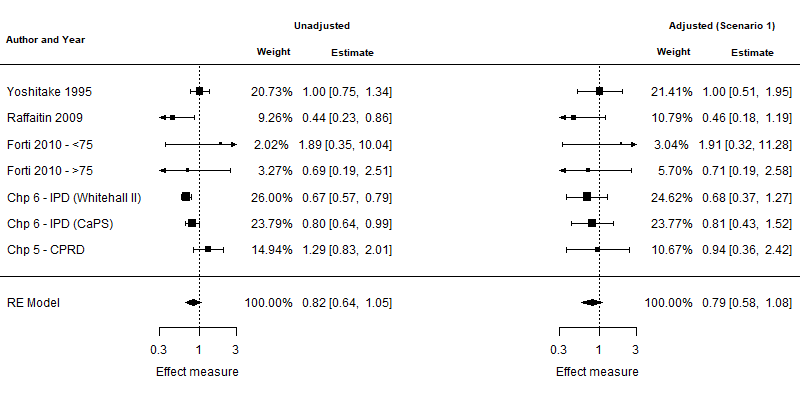 Unadjusted Adjusted (Scenario 1)
Author and Year
Weight Estimate Weight Estimate
Yoshitake 1995 20.73% 1.00 [0.75, 1.34] 21.41% 1.00 [0.51, 1.95]
Raffaitin 2009 9.26% 0.44 [0.23, 0.86] 10.79% 0.46 [0.18, 1.19]
Forti 2010 - <75 2.02% 1.89 [0.35, 10.04] 3.04% 1.91 [0.32, 11.28]
Forti 2010 - >75 3.27% 0.69 [0.19, 2.51] 5.70% 0.71 [0.19, 2.58]
Chp 6 - IPD (Whitehall II) 26.00% 0.67 [0.57, 0.79] 24.62% 0.68 [0.37, 1.27]
Chp 6 - IPD (CaPS) 23.79% 0.80 [0.64, 0.99] 23.77% 0.81 [0.43, 1.52]
Chp 5 - CPRD 14.94% 1.29 [0.83, 2.01] 10.67% 0.94 [0.36, 2.42]
RE Model 100.00% 0.82 [0.64, 1.05] 100.00% 0.79 [0.58, 1.08]
0.3 1 3 0.3 1 3
Effect measure Effect measure